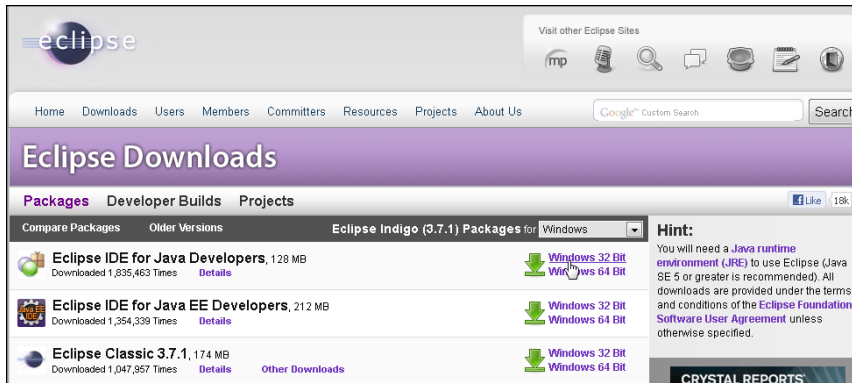 Visit other Eclipse Sites
eclipse
mp
Home Downloads Users Members Committers Resources Projects About Us Google™ Custom Search Search
Eclipse Downloads
Packages Developer Builds Projects Like 18k
Compare Packages Older Versions Eclipse Indigo (3.7.1) Packages for Windows
Hint:
You will need a Java runtime
environment (JRE) to use Eclipse (Java
SE 5 or greater is recommended). All
downloads are provided under the terms
and conditions of the Eclipse Foundation
Software User Agreement unless
otherwise specified.
Eclipse IDE for Java Developers, 128 MB Windows 32 Bit
Downloaded 1,835,463 Times Details Windows 64 Bit
Java EE
IDE
Eclipse IDE for Java EE Developers, 212 MB Windows 32 Bit
Downloaded 1,354,339 Times Details Windows 64 Bit
Eclipse Classic 3.7.1, 174 MB Windows 32 Bit
Downloaded 1,047,957 Times Details Other Downloads Windows 64 Bit
CRYSTAL REPORTS